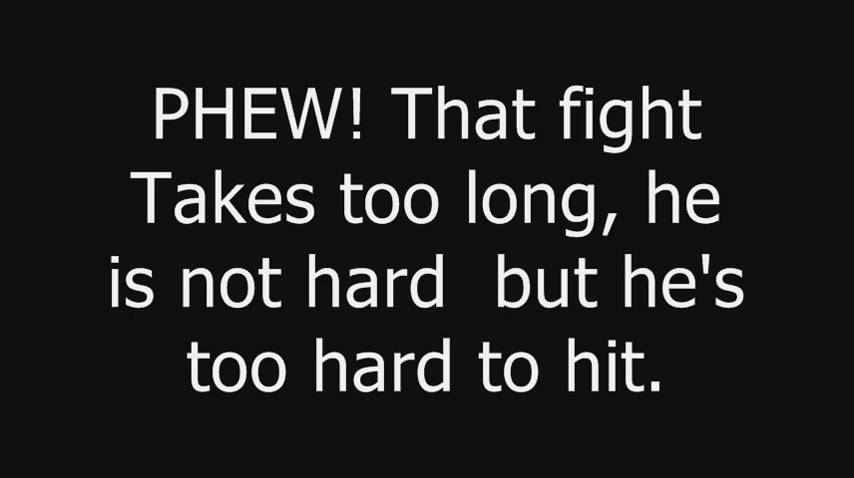 PHEW! That fight
Takes too long, he
is not hard  but he's
too hard to hit.